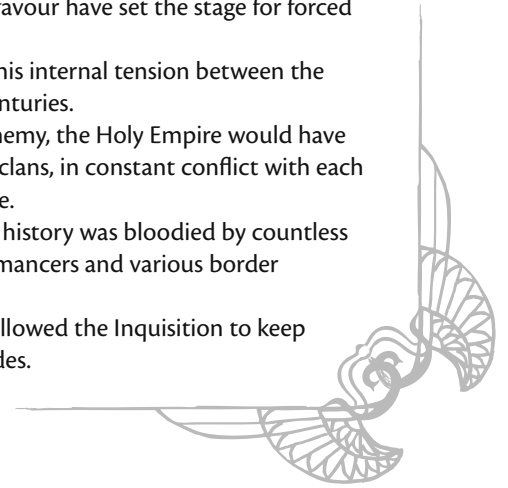 avour have set the stage for forced
his internal tension between the
nturies.
nemy, the Holy Empire would have
clans, in constant conflict with each
e.
history was bloodied by countless
mancers and various border
llowed the Inquisition to keep
des.